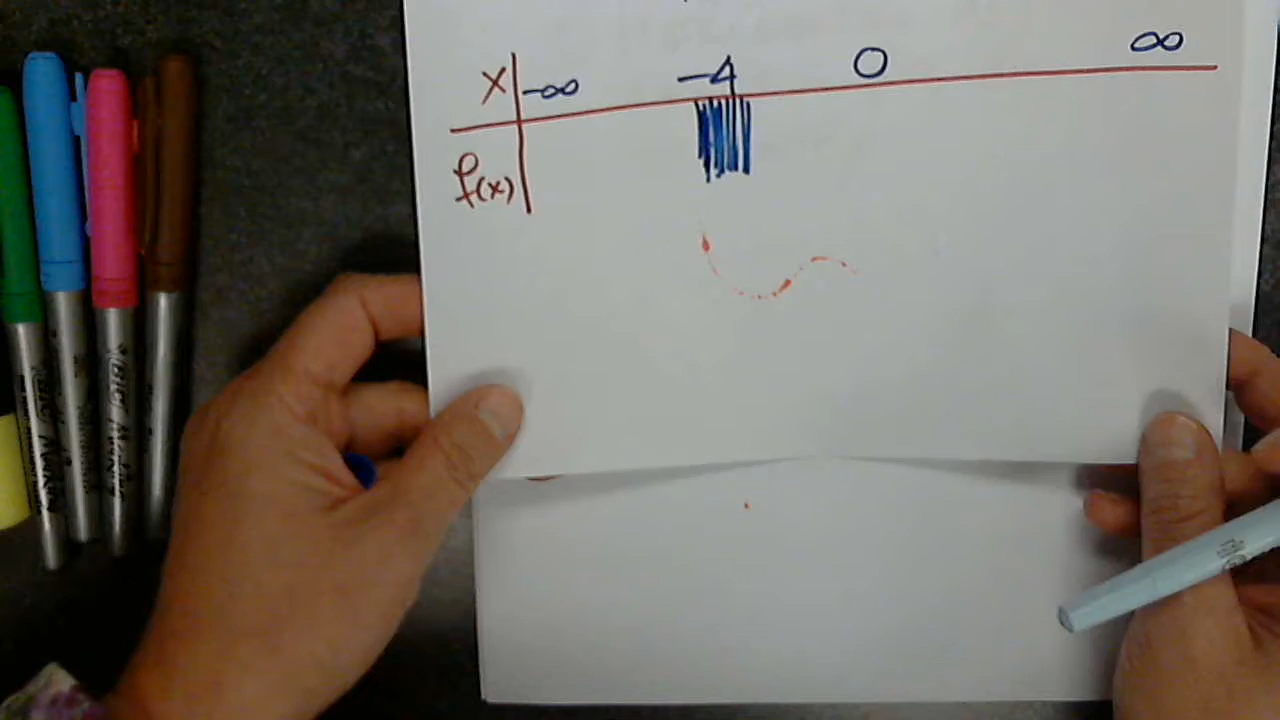 x -∞ -4 0 ∞
f(x)